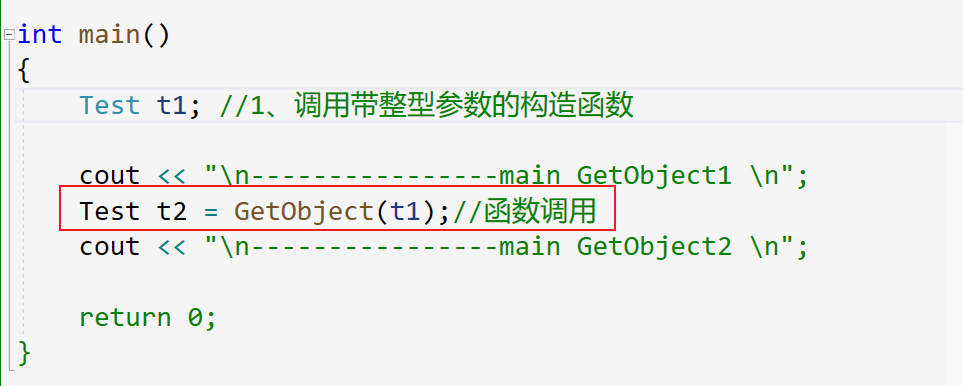 int main()
{
Test t1; //1、调用带整型参数的构造函数
cout << "\n----------------main GetObject1 \n";
Test t2 = GetObject(t1);//函数调用
cout << "\n----------------main GetObject2 \n";
return 0;
}